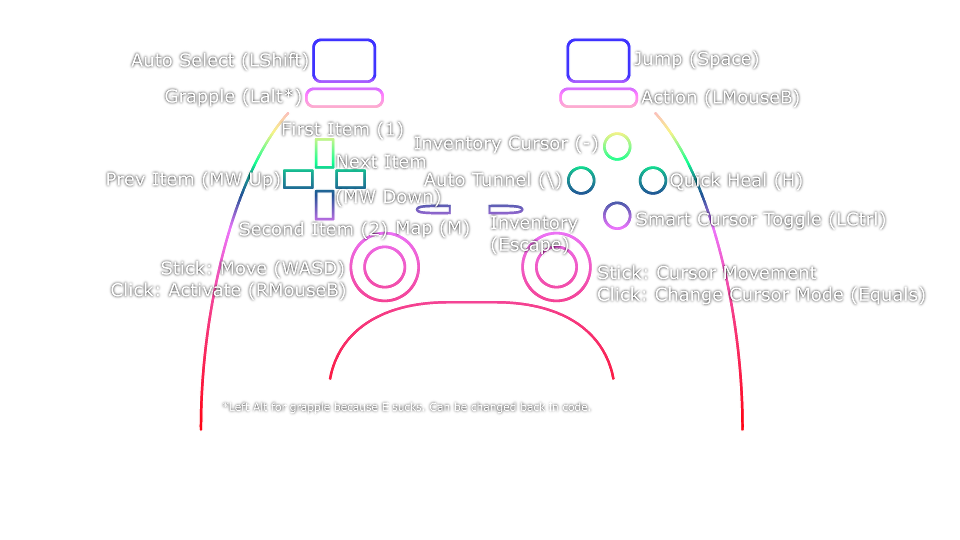 Auto Select (LShift)
Jump (Space)
Grapple (Lalt*)
Action (LMouseB)
First Item (1)
Inventory Cursor (-)
Next Item
(MW Down)
Prev Item (MW Up)
Auto Tunnel (\)
Quick Heal (H)
Second Item (2)
Map (M)
Inventory
(Escape)
Smart Cursor Toggle (LCtrl)
Stick: Move (WASD)
Click: Activate (RMouseB)
Stick: Cursor Movement
Click: Change Cursor Mode (Equals)
*Left Alt for grapple because E sucks. Can be changed back in code.